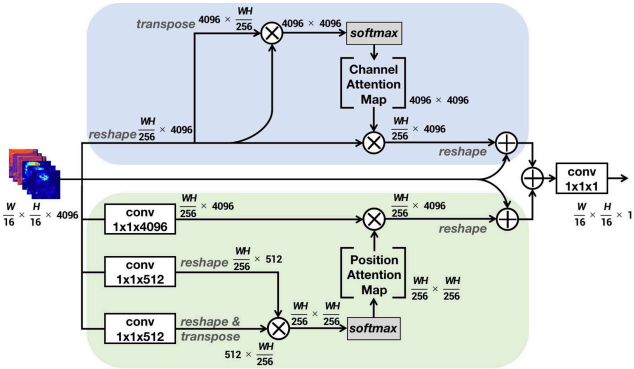 transpose 4096 × WH/256
4096 × 4096
softmax
Channel
Attention
Map
4096 × 4096
reshape WH/256 × 4096
WH/256 × 4096
reshape
W/16 × H/16 × 4096
conv
1x1x1
W/16 × H/16 × 1
conv
1x1x4096
WH/256 × 4096
WH/256 × 4096
reshape
conv
1x1x512
reshape WH/256 × 512
Position
Attention
Map
WH/256 × WH/256
conv
1x1x512
reshape &
transpose
512 × WH/256
WH/256 × WH/256
softmax